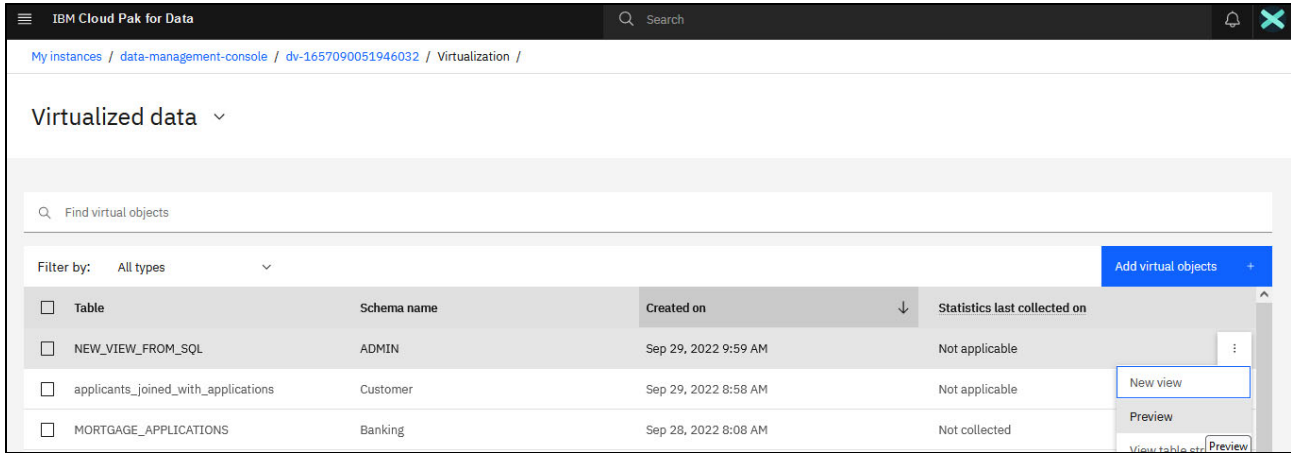 IBM Cloud Pak for Data
Search
My instances / data-management-console / dv-1657090051946032 / Virtualization /
Virtualized data
Find virtual objects
Filter by: All types
Add virtual objects +
Table Schema name Created on Statistics last collected on
NEW_VIEW_FROM_SQL ADMIN Sep 29, 2022 9:59 AM Not applicable
applicants_joined_with_applications Customer Sep 29, 2022 8:58 AM Not applicable
New view
Preview
MORTGAGE_APPLICATIONS Banking Sep 28, 2022 8:08 AM Not collected
View table str
Preview